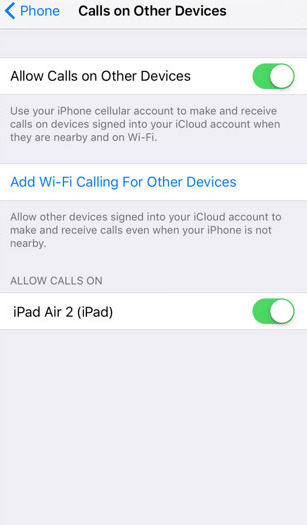 Phone Calls on Other Devices
Allow Calls on Other Devices
Use your iPhone cellular account to make and receive
calls on devices signed into your iCloud account when
they are nearby and on Wi-Fi.
Add Wi-Fi Calling For Other Devices
Allow other devices signed into your iCloud account to
make and receive calls even when your iPhone is not
nearby.
ALLOW CALLS ON
iPad Air 2 (iPad)